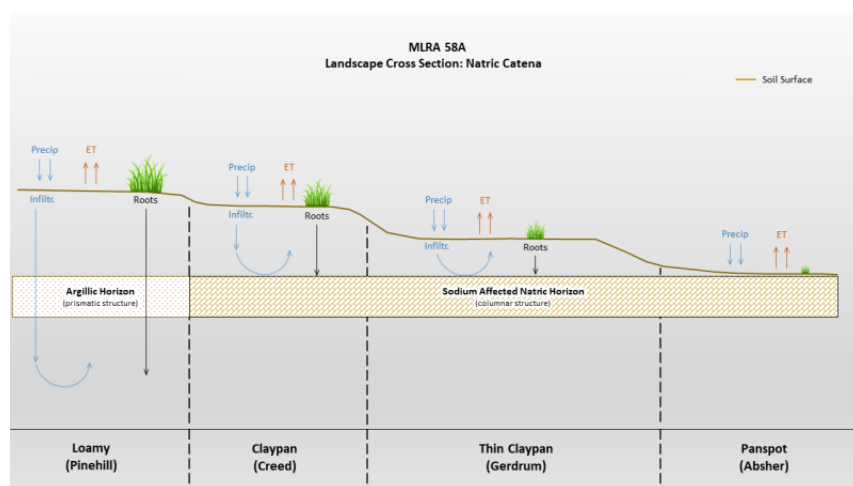 MLRA 58A
Landscape Cross Section: Natric Catena
Soil Surface
Precip
ET
Infiltr.
Roots
Precip
ET
Infiltr.
Roots
Precip
ET
Infiltr.
Roots
Precip
ET
Argillic Horizon
(prismatic structure)
Sodium Affected Natric Horizon
(columnar structure)
Loamy
(Pinehill)
Claypan
(Creed)
Thin Claypan
(Gerdrum)
Panspot
(Absher)